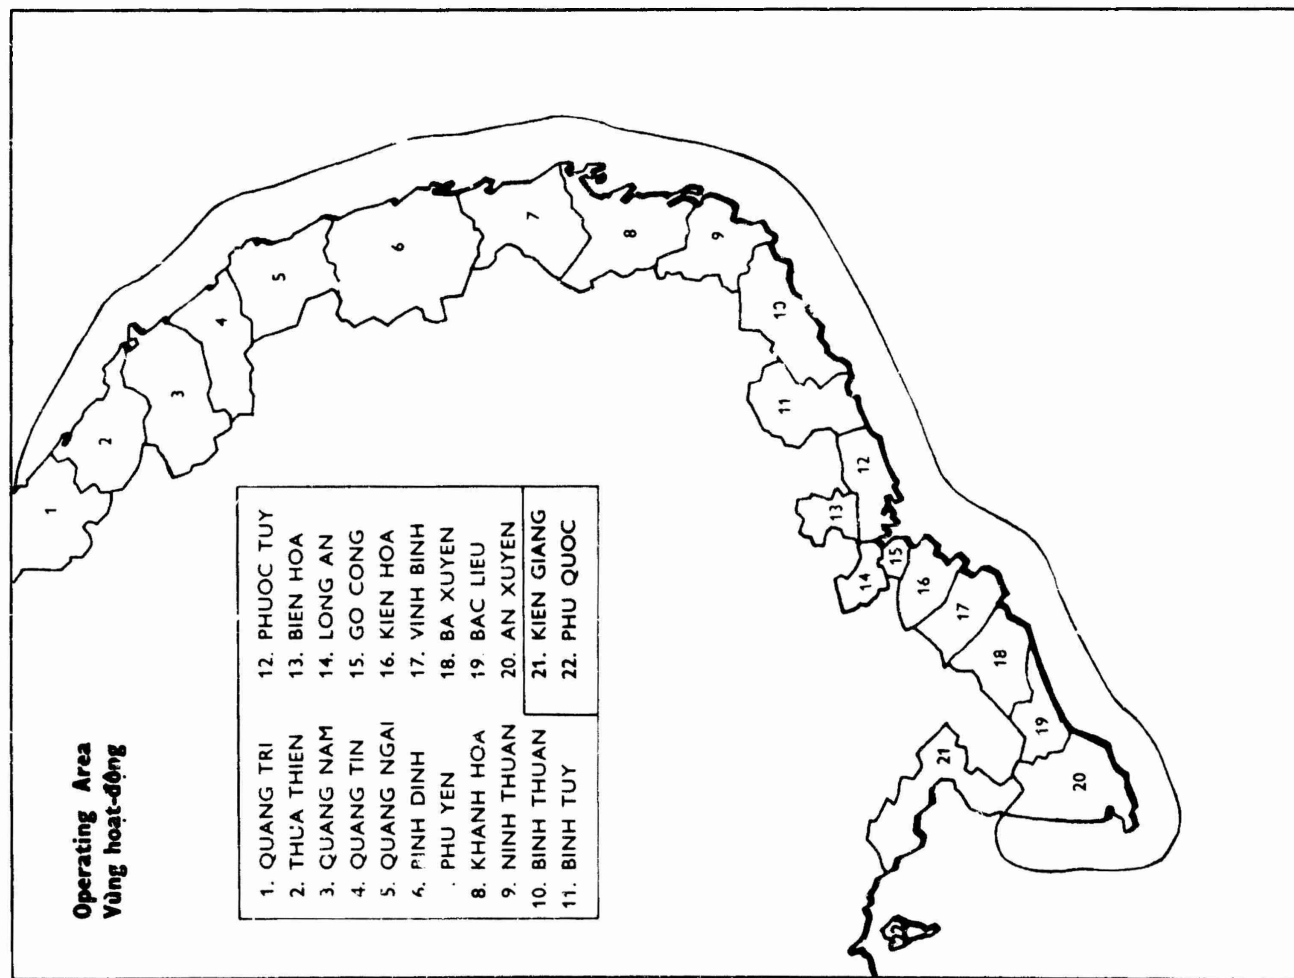 Operating Area
Vùng hoạt-động
1. QUANG TRI
2. THUA THIEN
3. QUANG NAM
4. QUANG TIN
5. QUANG NGAI
6. BINH DINH
. PHU YEN
8. KHANH HOA
9. NINH THUAN
10. BINH THUAN
11. BINH TUY
12. PHUOC TUY
13. BIEN HOA
14. LONG AN
15. GO CONG
16. KIEN HOA
17. VINH BINH
18. BA XUYEN
19. BAC LIEU
20. AN XUYEN
21. KIEN GIANG
22. PHU QUOC
1
2
3
4
5
6
7
8
9
10
11
12
13
14
15
16
17
18
19
20
21
22